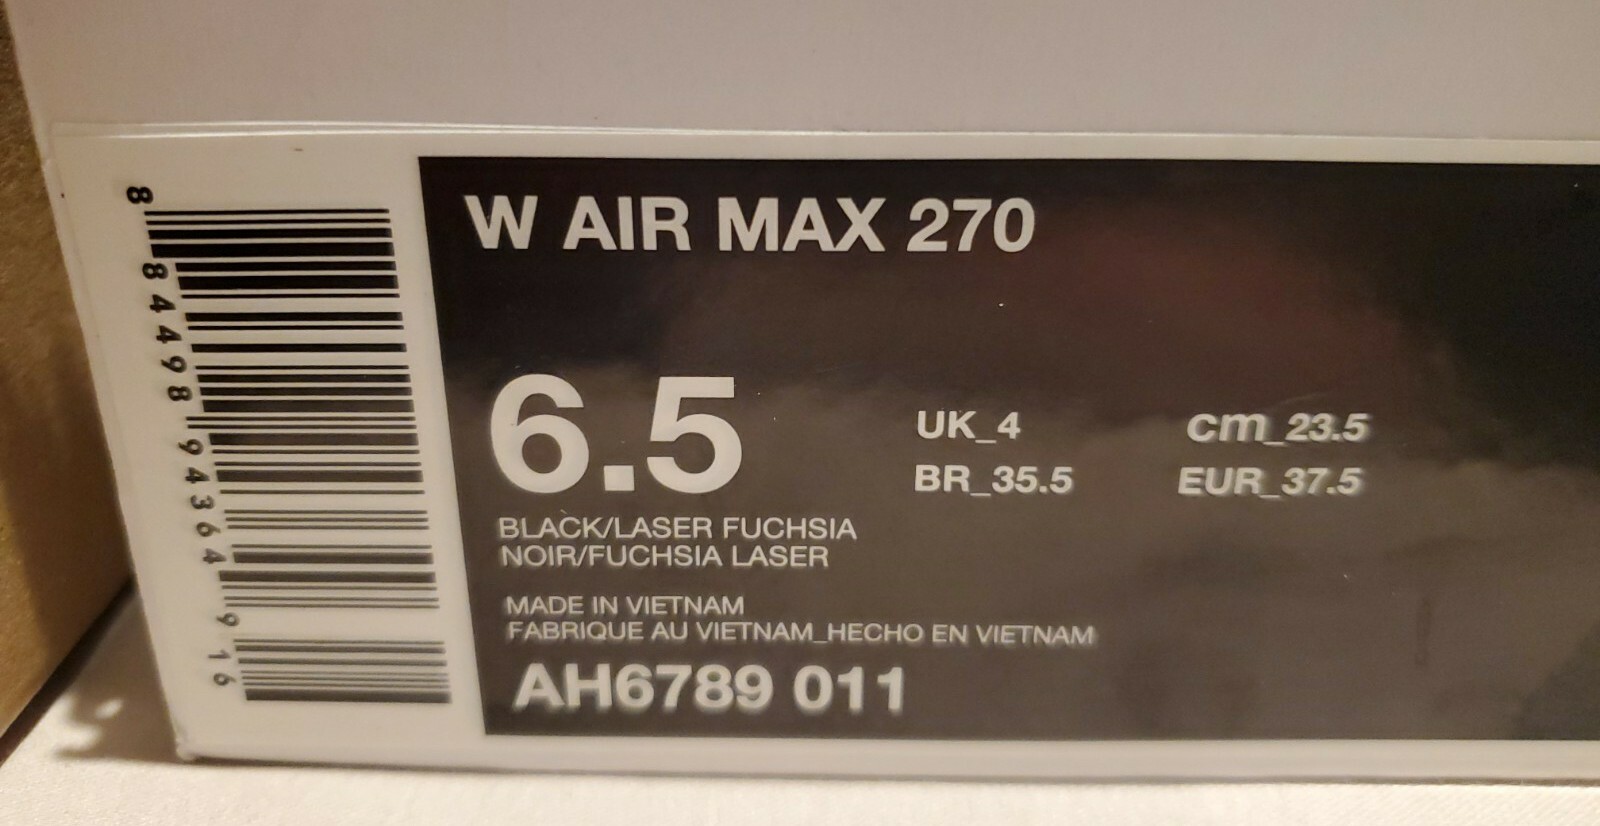 8 84498 94364 9 16
W AIR MAX 270
6.5
UK_4 cm_23.5
BR_35.5 EUR_37.5
BLACK/LASER FUCHSIA
NOIR/FUCHSIA LASER
MADE IN VIETNAM
FABRIQUE AU VIETNAM_HECHO EN VIETNAM
AH6789 011